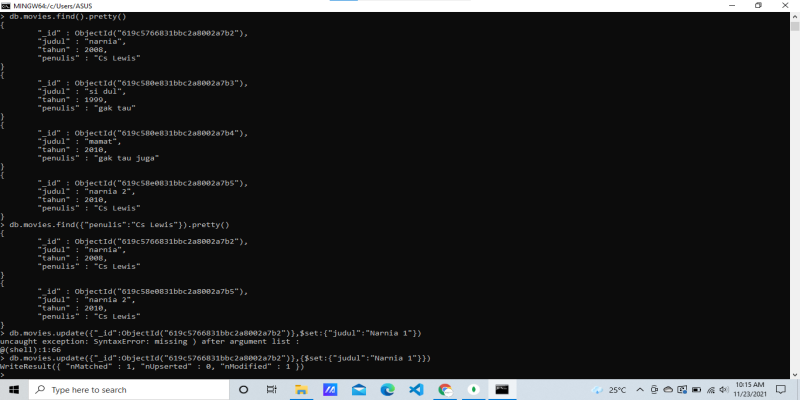 MINGW64:/c/Users/ASUS
> db.movies.find().pretty()
{
"_id" : ObjectId("619c5766831bbc2a8002a7b2"),
"judul" : "narnia",
"tahun" : 2008,
"penulis" : "Cs Lewis"
}
{
"_id" : ObjectId("619c580e831bbc2a8002a7b3"),
"judul" : "si dul",
"tahun" : 1999,
"penulis" : "gak tau"
}
{
"_id" : ObjectId("619c580e831bbc2a8002a7b4"),
"judul" : "mamat",
"tahun" : 2010,
"penulis" : "gak tau juga"
}
{
"_id" : ObjectId("619c58e0831bbc2a8002a7b5"),
"judul" : "narnia 2",
"tahun" : 2010,
"penulis" : "Cs Lewis"
}
> db.movies.find({"penulis":"Cs Lewis"}).pretty()
{
"_id" : ObjectId("619c5766831bbc2a8002a7b2"),
"judul" : "narnia",
"tahun" : 2008,
"penulis" : "Cs Lewis"
}
{
"_id" : ObjectId("619c58e0831bbc2a8002a7b5"),
"judul" : "narnia 2",
"tahun" : 2010,
"penulis" : "Cs Lewis"
}
> db.movies.update({"_id":ObjectId("619c5766831bbc2a8002a7b2")},$set:{"judul":"Narnia 1"})
uncaught exception: SyntaxError: missing ) after argument list :
@(shell):1:66
> db.movies.update({"_id":ObjectId("619c5766831bbc2a8002a7b2")},{$set:{"judul":"Narnia 1"}})
WriteResult({ "nMatched" : 1, "nUpserted" : 0, "nModified" : 1 })
>
Type here to search
25°C
10:15 AM
11/23/2021